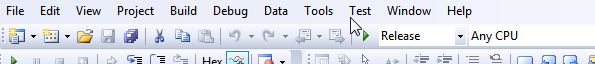 File Edit View Project Build Debug Data Tools Test Window Help
Release Any CPU
Hex